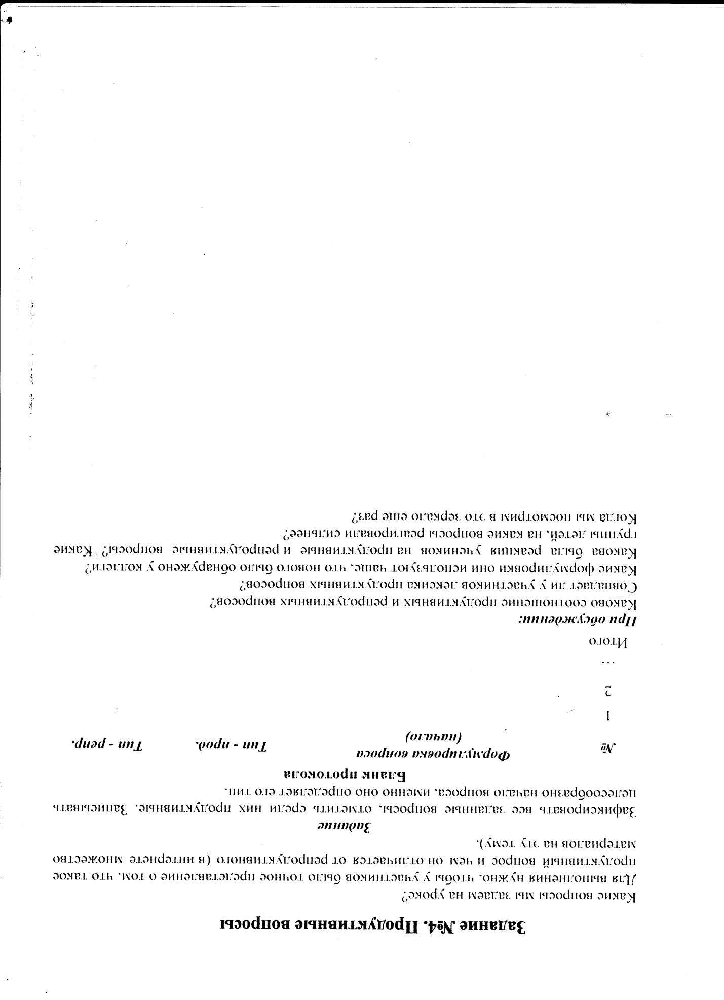 Задание №4. Продуктивные вопросы
Какие вопросы мы задаем на уроке?
Для выполнения нужно, чтобы у участников было точное представление о том, что такое
продуктивный вопрос и чем он отличается от репродуктивного (в интернете множество
материалов на эту тему).
Задание
Зафиксировать все заданные вопросы, отметить среди них продуктивные. Записывать
целесообразно начало вопроса, именно оно определяет его тип.
Бланк протокола
№ Формулировка вопроса (начало) Тип - прод. Тип - репр.
1
2
…
Итого
При обсуждении:
Каково соотношение продуктивных и репродуктивных вопросов?
Совпадает ли у участников лексика продуктивных вопросов?
Какие формулировки они используют чаще, что нового было обнаружено у коллеги?
Какова была реакция учеников на продуктивные и репродуктивные вопросы? Какие
группы детей, на какие вопросы реагировали сильнее?
Когда мы посмотрим в это зеркало еще раз?